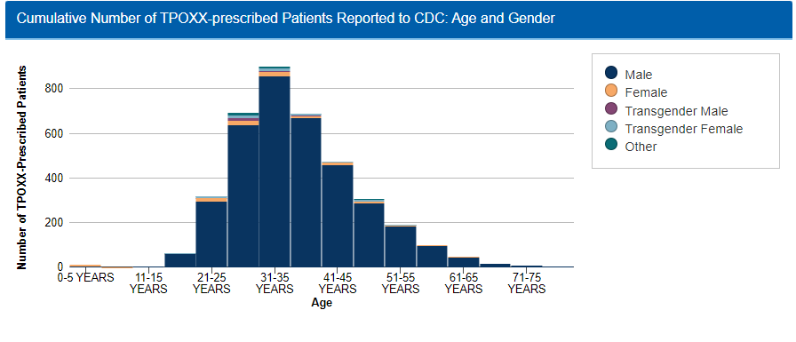 Cumulative Number of TPOXX-prescribed Patients Reported to CDC: Age and Gender
Number of TPOXX-Prescribed Patients
800
600
400
200
0
0-5 YEARS
11-15
YEARS
21-25
YEARS
31-35
YEARS
41-45
YEARS
51-55
YEARS
61-65
YEARS
71-75
YEARS
Age
Male
Female
Transgender Male
Transgender Female
Other